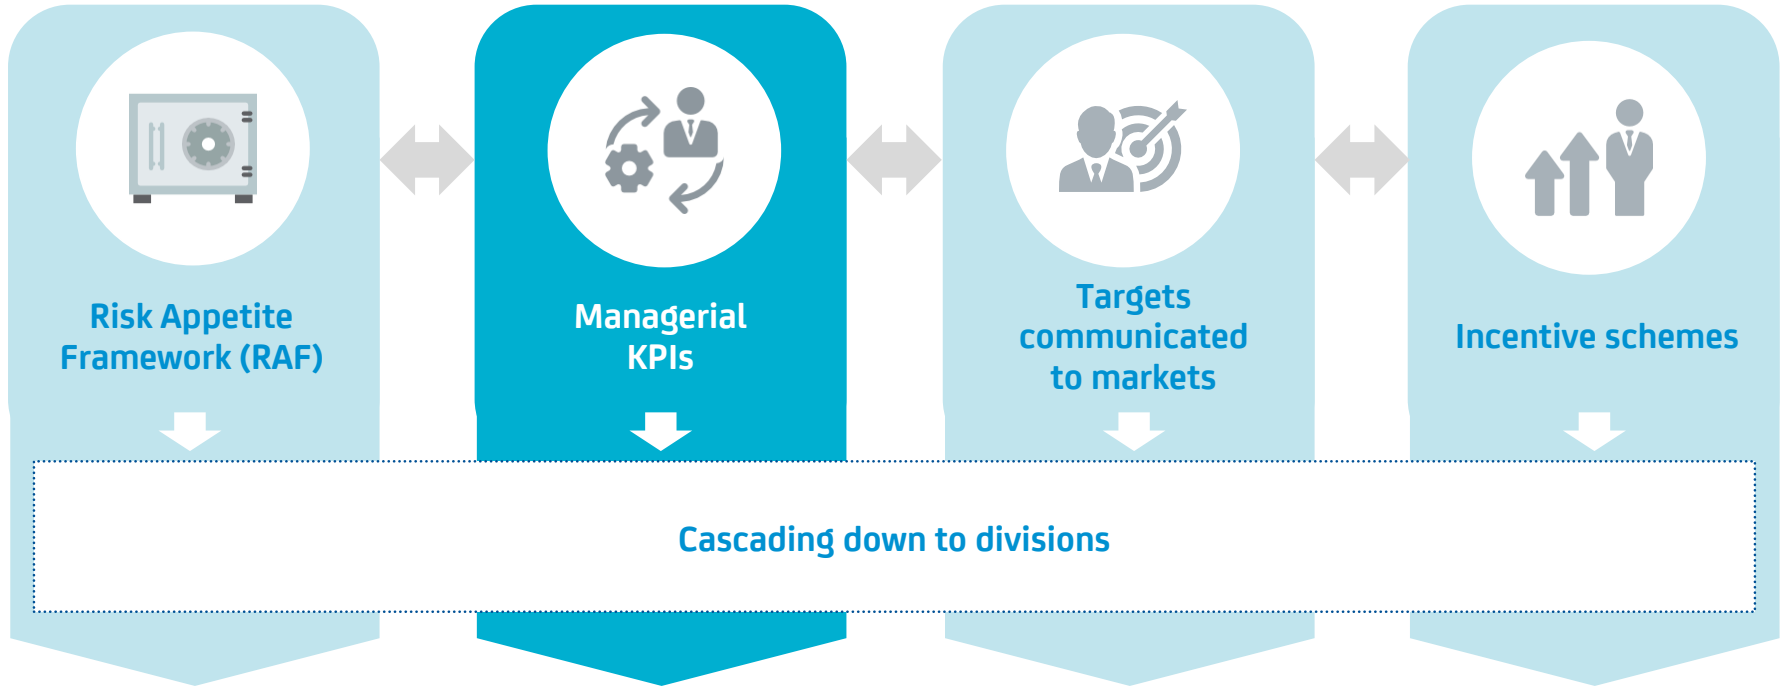 Risk Appetite
Framework (RAF)
Managerial
KPIs
Targets
communicated
to markets
Incentive schemes
Cascading down to divisions